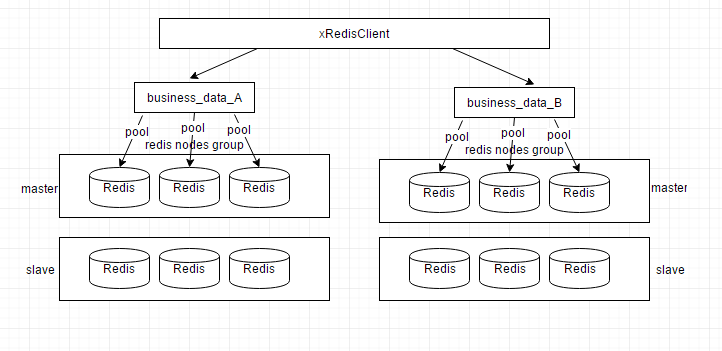 xRedisClient
business_data_A
business_data_B
pool pool pool
pool pool pool
redis nodes group
redis nodes group
master Redis Redis Redis
Redis Redis Redis master
slave Redis Redis Redis
Redis Redis Redis slave